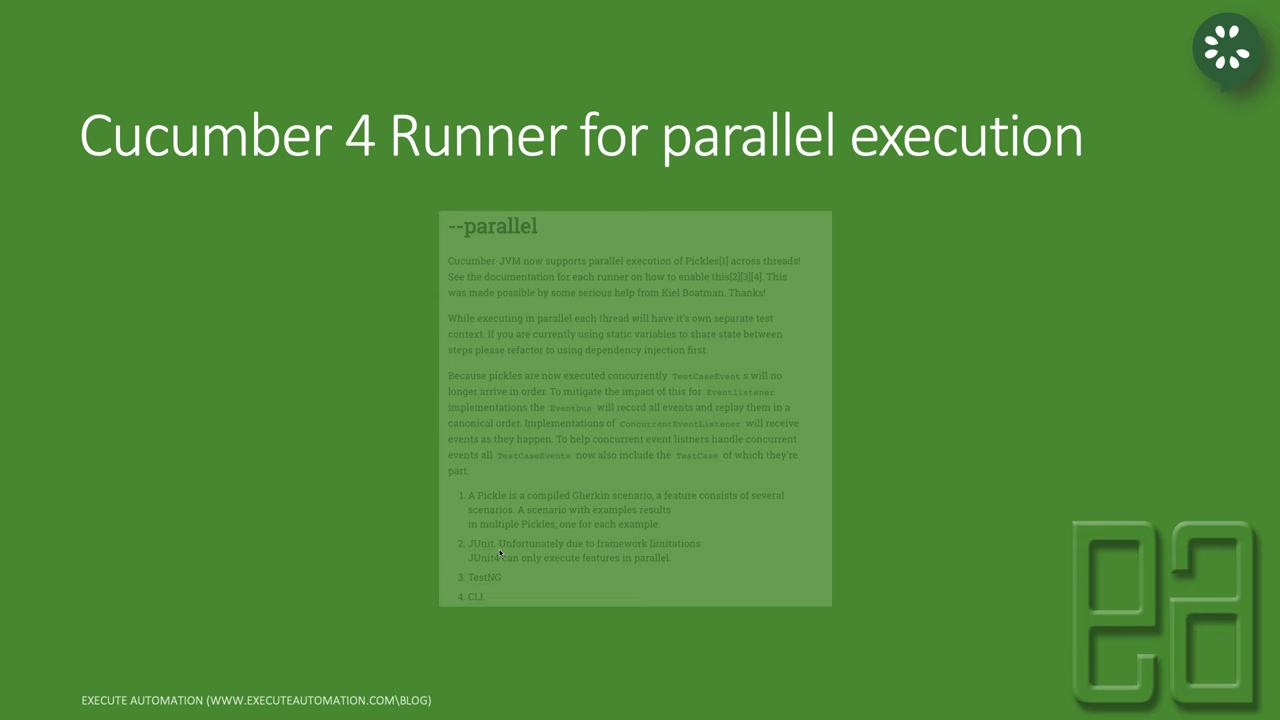 Cucumber 4 Runner for parallel execution
--parallel
Cucumber-JVM now supports parallel execution of Pickles[1] across threads!
See the documentation for each runner on how to enable this[2][3][4]. This
was made possible by some serious help from Kiel Boatman. Thanks!
While executing in parallel each thread will have it's own separate test
context. If you are currently using static variables to share state between
steps please refactor to using dependency injection first.
Because pickles are now executed concurrently TestCaseEvent s will no
longer arrive in order. To mitigate the impact of this for Eventlistener
implementations the Eventbus will record all events and replay them in a
canonical order. Implementations of ConcurrentEventListener will receive
events as they happen. To help concurrent event listners handle concurrent
events all TestCaseEvents now also include the TestCase of which they're
part.
1. A Pickle is a compiled Gherkin scenario, a feature consists of several
scenarios. A scenario with examples results
in multiple Pickles, one for each example.
2. JUnit. Unfortunately due to framework limitations
JUnit4 can only execute features in parallel.
3. TestNG
4. CLI.
ea
EXECUTE AUTOMATION (WWW.EXECUTEAUTOMATION.COM\BLOG)